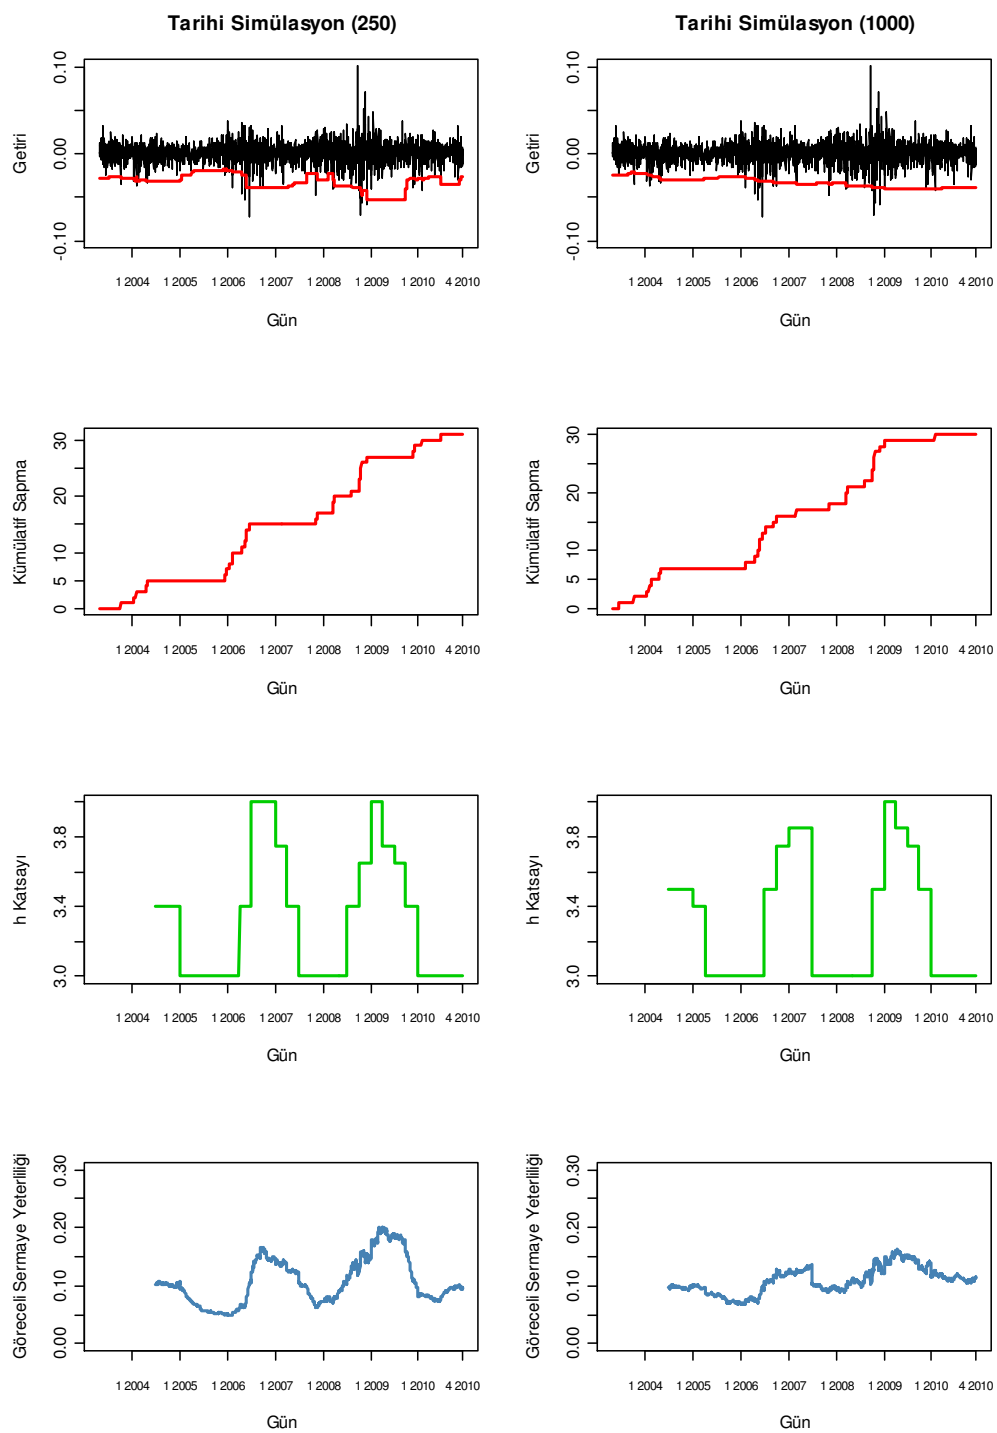 Tarihi Simülasyon (250)
Getiri
0.10
0.00
-0.10
1 2004 1 2005 1 2006 1 2007 1 2008 1 2009 1 2010 4 2010
Gün
Tarihi Simülasyon (1000)
Getiri
0.10
0.00
-0.10
1 2004 1 2005 1 2006 1 2007 1 2008 1 2009 1 2010 4 2010
Gün
Kümülatif Sapma
30
20
10
5
0
1 2004 1 2005 1 2006 1 2007 1 2008 1 2009 1 2010 4 2010
Gün
Kümülatif Sapma
30
20
10
5
0
1 2004 1 2005 1 2006 1 2007 1 2008 1 2009 1 2010 4 2010
Gün
h Katsayı
3.8
3.4
3.0
1 2004 1 2005 1 2006 1 2007 1 2008 1 2009 1 2010 4 2010
Gün
h Katsayı
3.8
3.4
3.0
1 2004 1 2005 1 2006 1 2007 1 2008 1 2009 1 2010 4 2010
Gün
Göreceli Sermaye Yeterliliği
0.30
0.20
0.10
0.00
1 2004 1 2005 1 2006 1 2007 1 2008 1 2009 1 2010 4 2010
Gün
Göreceli Sermaye Yeterliliği
0.30
0.20
0.10
0.00
1 2004 1 2005 1 2006 1 2007 1 2008 1 2009 1 2010 4 2010
Gün